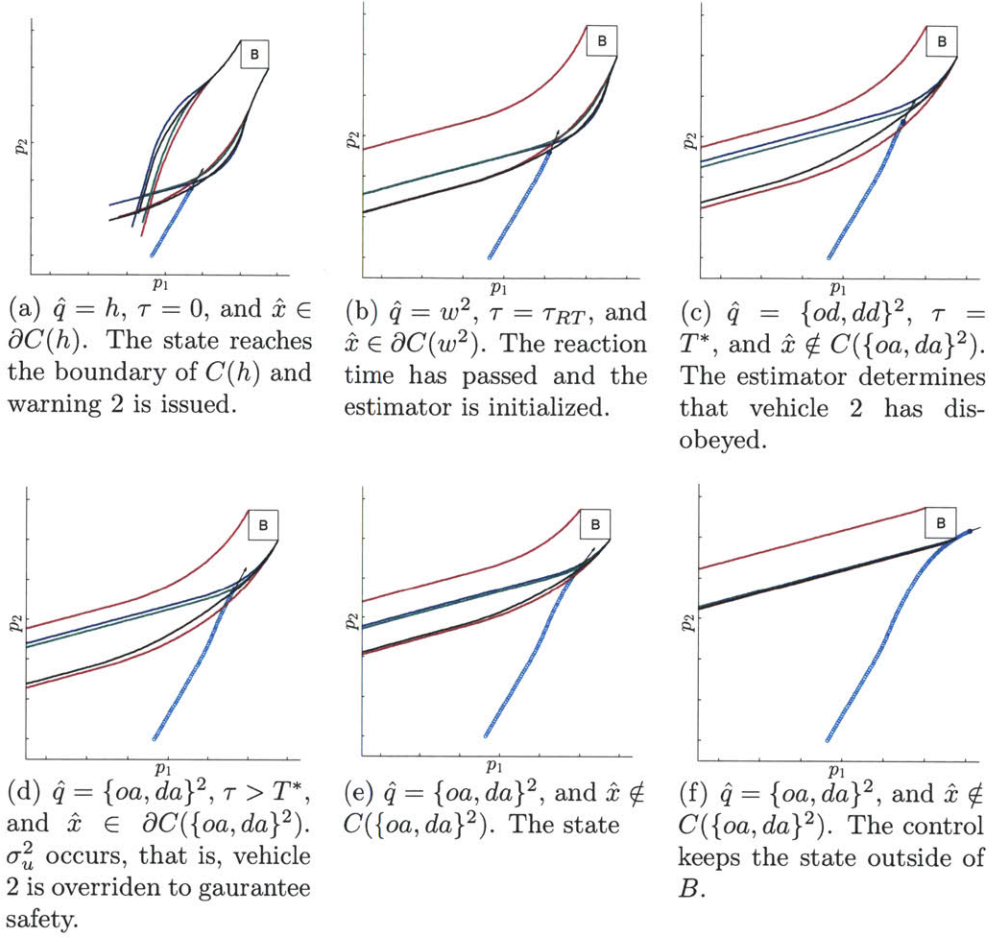 B
p₂
p₁
B
p₂
p₁
B
p₂
p₁
(a) q̂ = h, τ = 0, and x̂ ∈
∂C(h). The state reaches
the boundary of C(h) and
warning 2 is issued.
(b) q̂ = w², τ = τ_RT, and
x̂ ∈ ∂C(w²). The reaction
time has passed and the
estimator is initialized.
(c) q̂ = {od, dd}², τ =
T*, and x̂ ∉ C({oa, da}²).
The estimator determines
that vehicle 2 has dis-
obeyed.
B
p₂
p₁
B
p₂
p₁
B
p₂
p₁
(d) q̂ = {oa, da}², τ > T*,
and x̂ ∈ ∂C({oa, da}²).
σ²_u occurs, that is, vehicle
2 is overriden to gaurantee
safety.
(e) q̂ = {oa, da}², and x̂ ∉
C({oa, da}²). The state
(f) q̂ = {oa, da}², and x̂ ∉
C({oa, da}²). The control
keeps the state outside of
B.